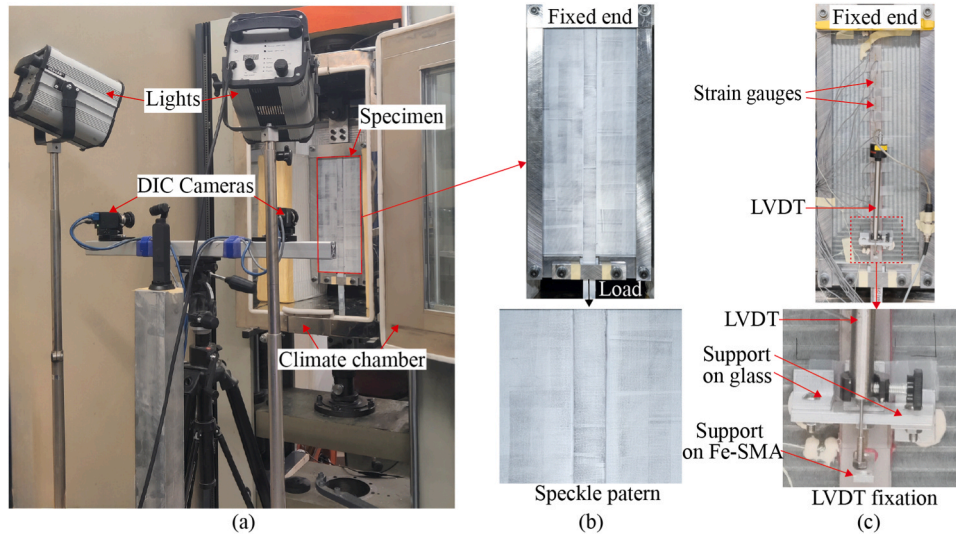 Lights
Specimen
DIC Cameras
Climate chamber
(a)
Fixed end
Load
Speckle patern
(b)
Fixed end
Strain gauges
LVDT
LVDT
Support
on glass
Support
on Fe-SMA
LVDT fixation
(c)